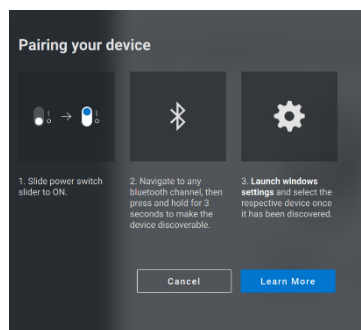 Pairing your device
1. Slide power switch
slider to ON.
2. Navigate to any
bluetooth channel, then
press and hold for 3
seconds to make the
device discoverable.
3. Launch windows
settings and select the
respective device once
it has been discovered.
Cancel
Learn More